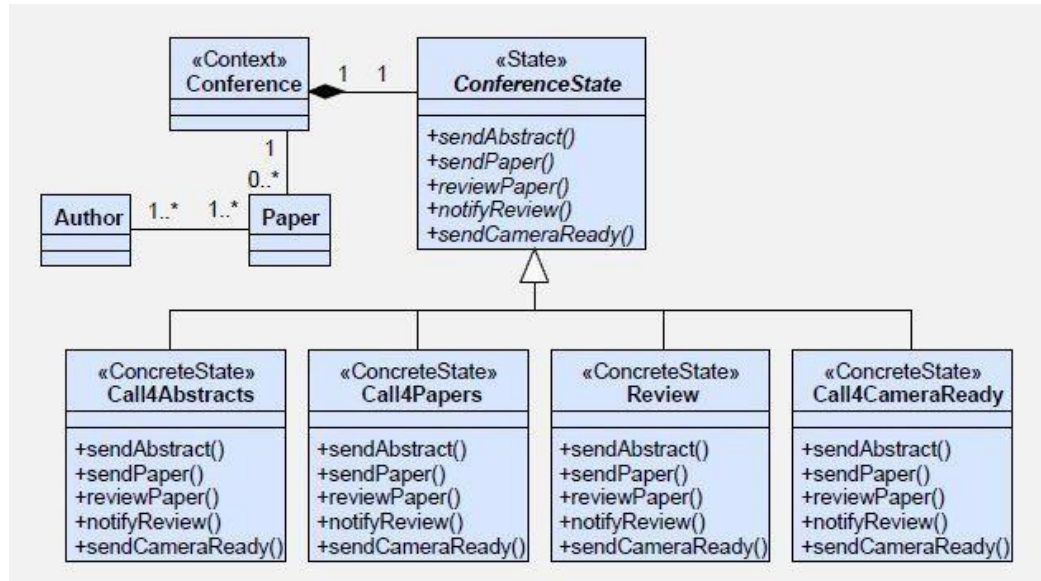 «Context»
Conference
1
1
«State»
ConferenceState
+sendAbstract()
+sendPaper()
+reviewPaper()
+notifyReview()
+sendCameraReady()
1
0..*
Author
1..*
1..*
Paper
«ConcreteState»
Call4Abstracts
+sendAbstract()
+sendPaper()
+reviewPaper()
+notifyReview()
+sendCameraReady()
«ConcreteState»
Call4Papers
+sendAbstract()
+sendPaper()
+reviewPaper()
+notifyReview()
+sendCameraReady()
«ConcreteState»
Review
+sendAbstract()
+sendPaper()
+reviewPaper()
+notifyReview()
+sendCameraReady()
«ConcreteState»
Call4CameraReady
+sendAbstract()
+sendPaper()
+reviewPaper()
+notifyReview()
+sendCameraReady()